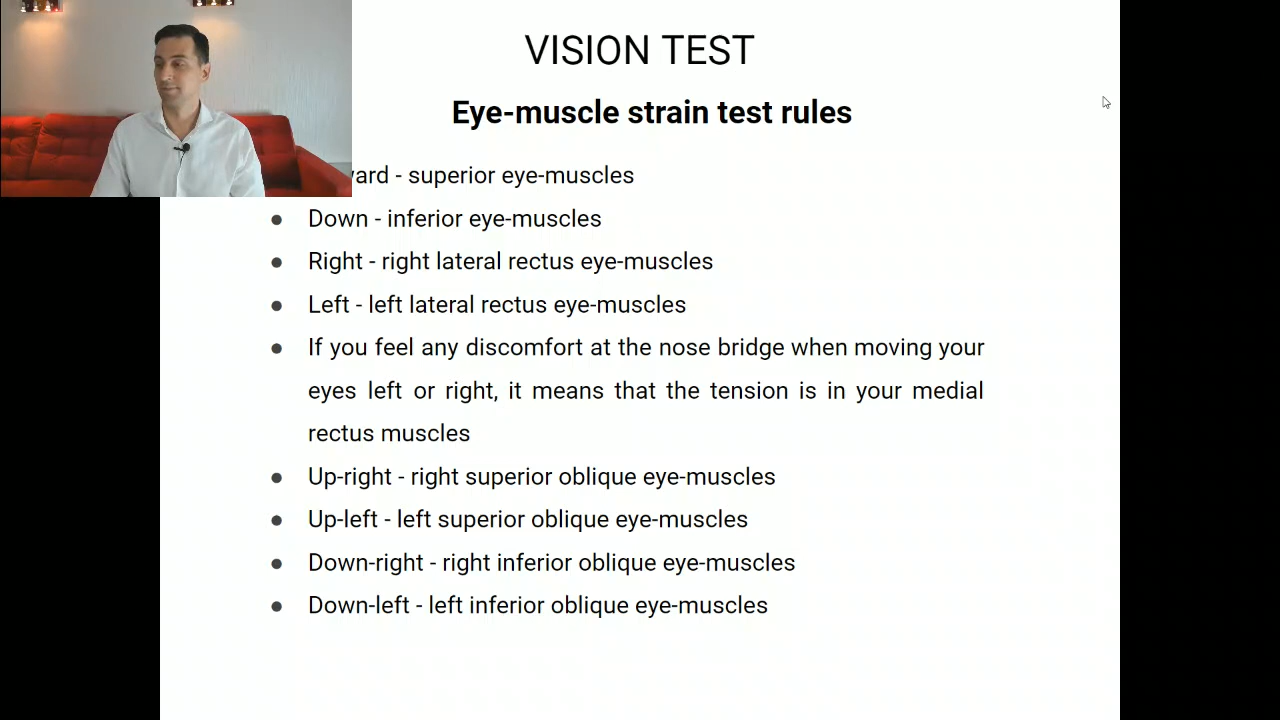 VISION TEST
Eye-muscle strain test rules
ward - superior eye-muscles
● Down - inferior eye-muscles
● Right - right lateral rectus eye-muscles
● Left - left lateral rectus eye-muscles
● If you feel any discomfort at the nose bridge when moving your
eyes left or right, it means that the tension is in your medial
rectus muscles
● Up-right - right superior oblique eye-muscles
● Up-left - left superior oblique eye-muscles
● Down-right - right inferior oblique eye-muscles
● Down-left - left inferior oblique eye-muscles